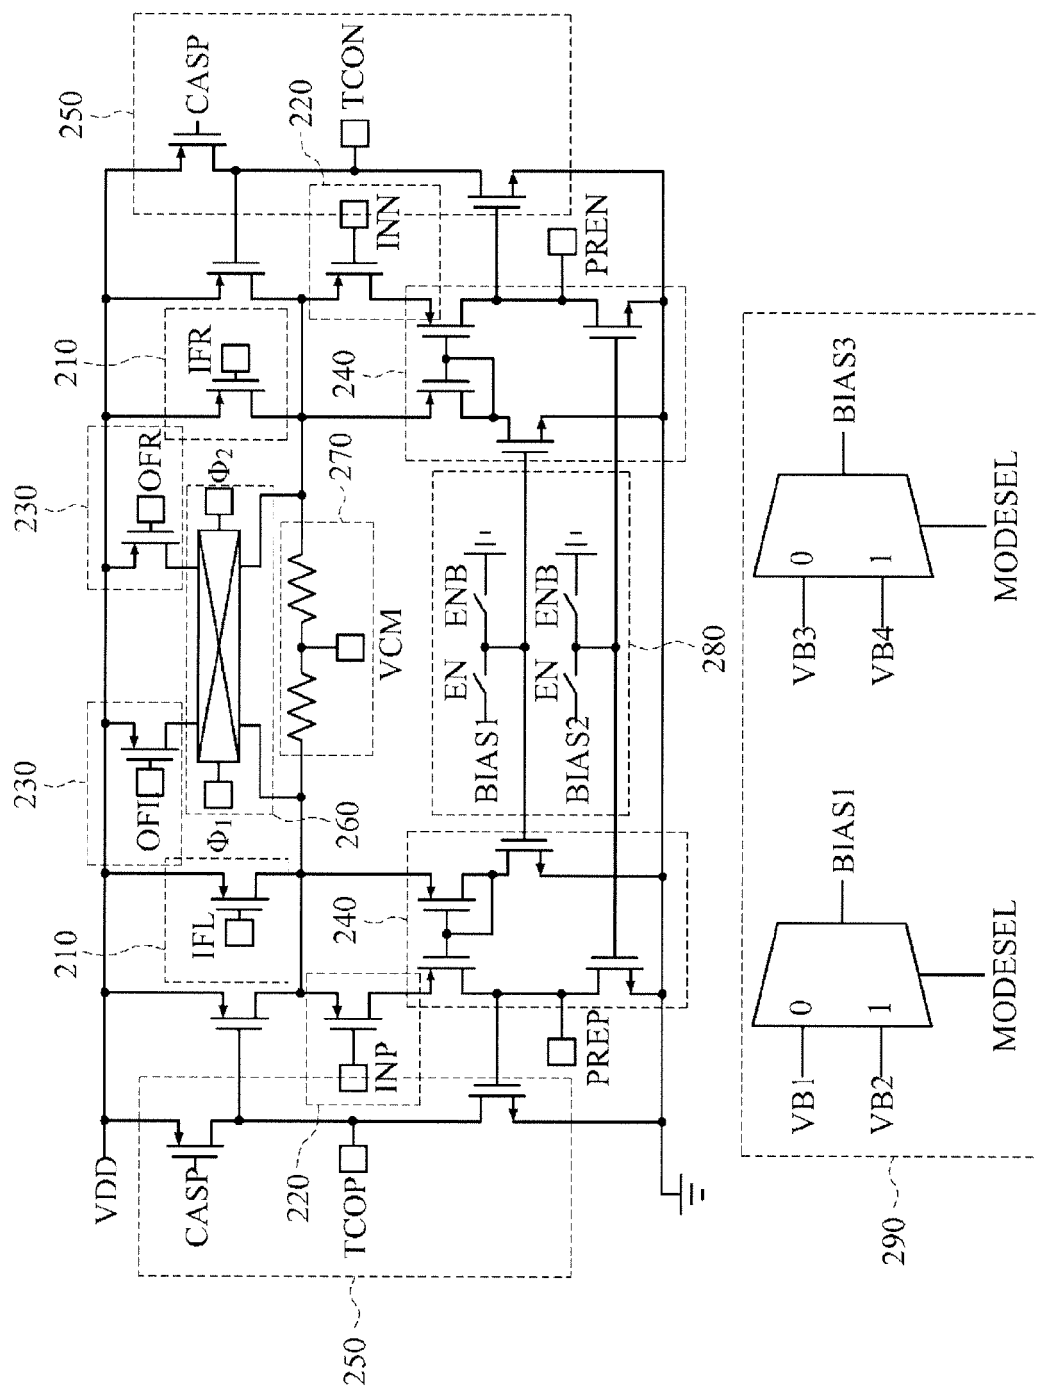 230
230
210
210
250
VDD
OFL
OFR
CASP
IFL
IFR
CASP
Φ1
Φ2
220
220
250
TCOP
260
270
TCON
240
240
INP
VCM
INN
EN
ENB
BIAS1
EN
ENB
BIAS2
PREP
PREN
280
VB1
0
BIAS1
VB2
1
MODESEL
VB3
0
BIAS3
VB4
1
MODESEL
290